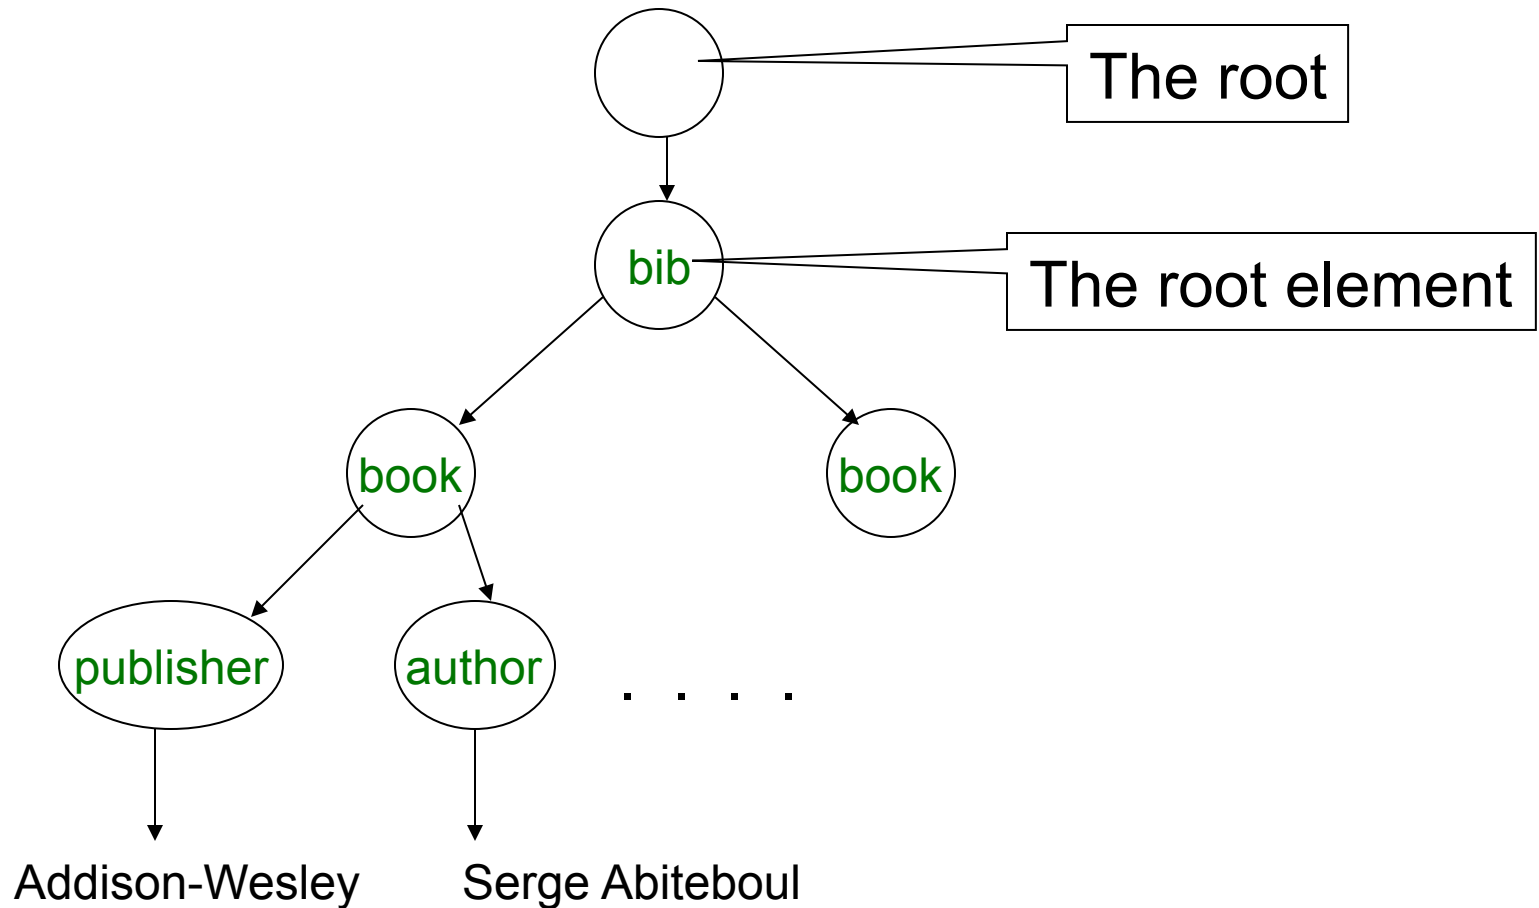 The root
bib
The root element
book
book
publisher
author
. . . .
Addison-Wesley
Serge Abiteboul